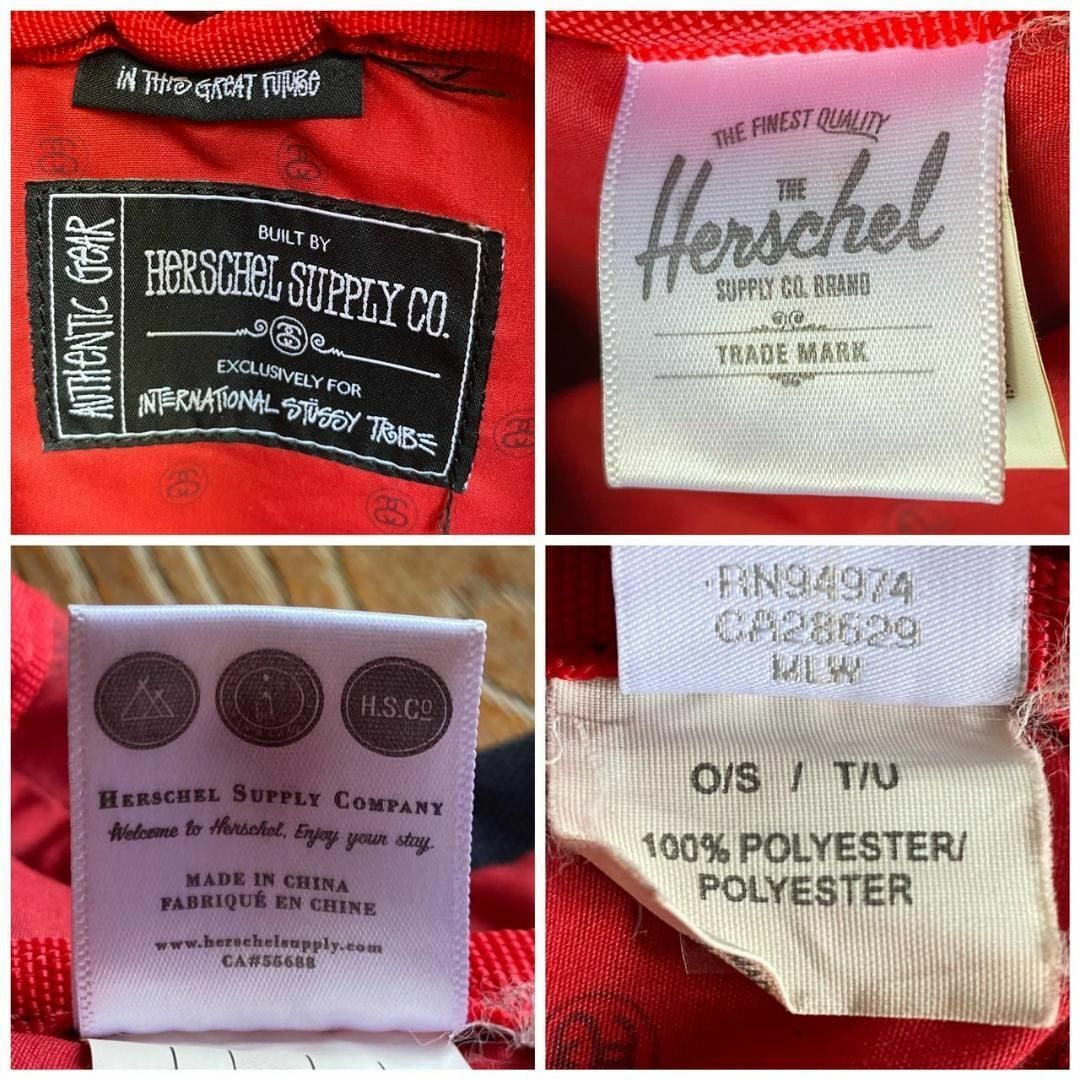 IN THIS GREAT FUTURE
AUTHENTIC GEAR
BUILT BY
HERSCHEL SUPPLY CO.
EXCLUSIVELY FOR
INTERNATIONAL STÜSSY TRIBE
THE FINEST QUALITY
THE
Herschel
SUPPLY CO. BRAND
TRADE MARK
H.S.Co
HERSCHEL SUPPLY COMPANY
Welcome to Herschel. Enjoy your stay.
MADE IN CHINA
FABRIQUÉ EN CHINE
www.herschelsupply.com
CA#55688
RN94974
CA28629
MLW
O/S / T/U
100% POLYESTER/
POLYESTER